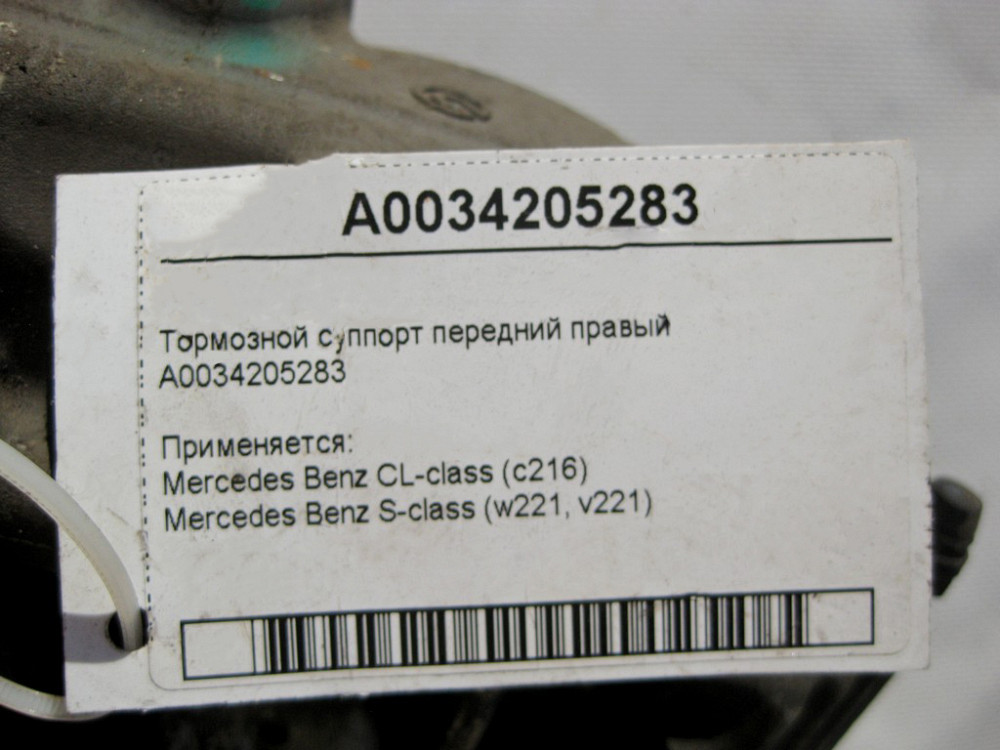 A0034205283
Тормозной суппорт передний правый
A0034205283
Применяется:
Mercedes Benz CL-class (c216)
Mercedes Benz S-class (w221, v221)